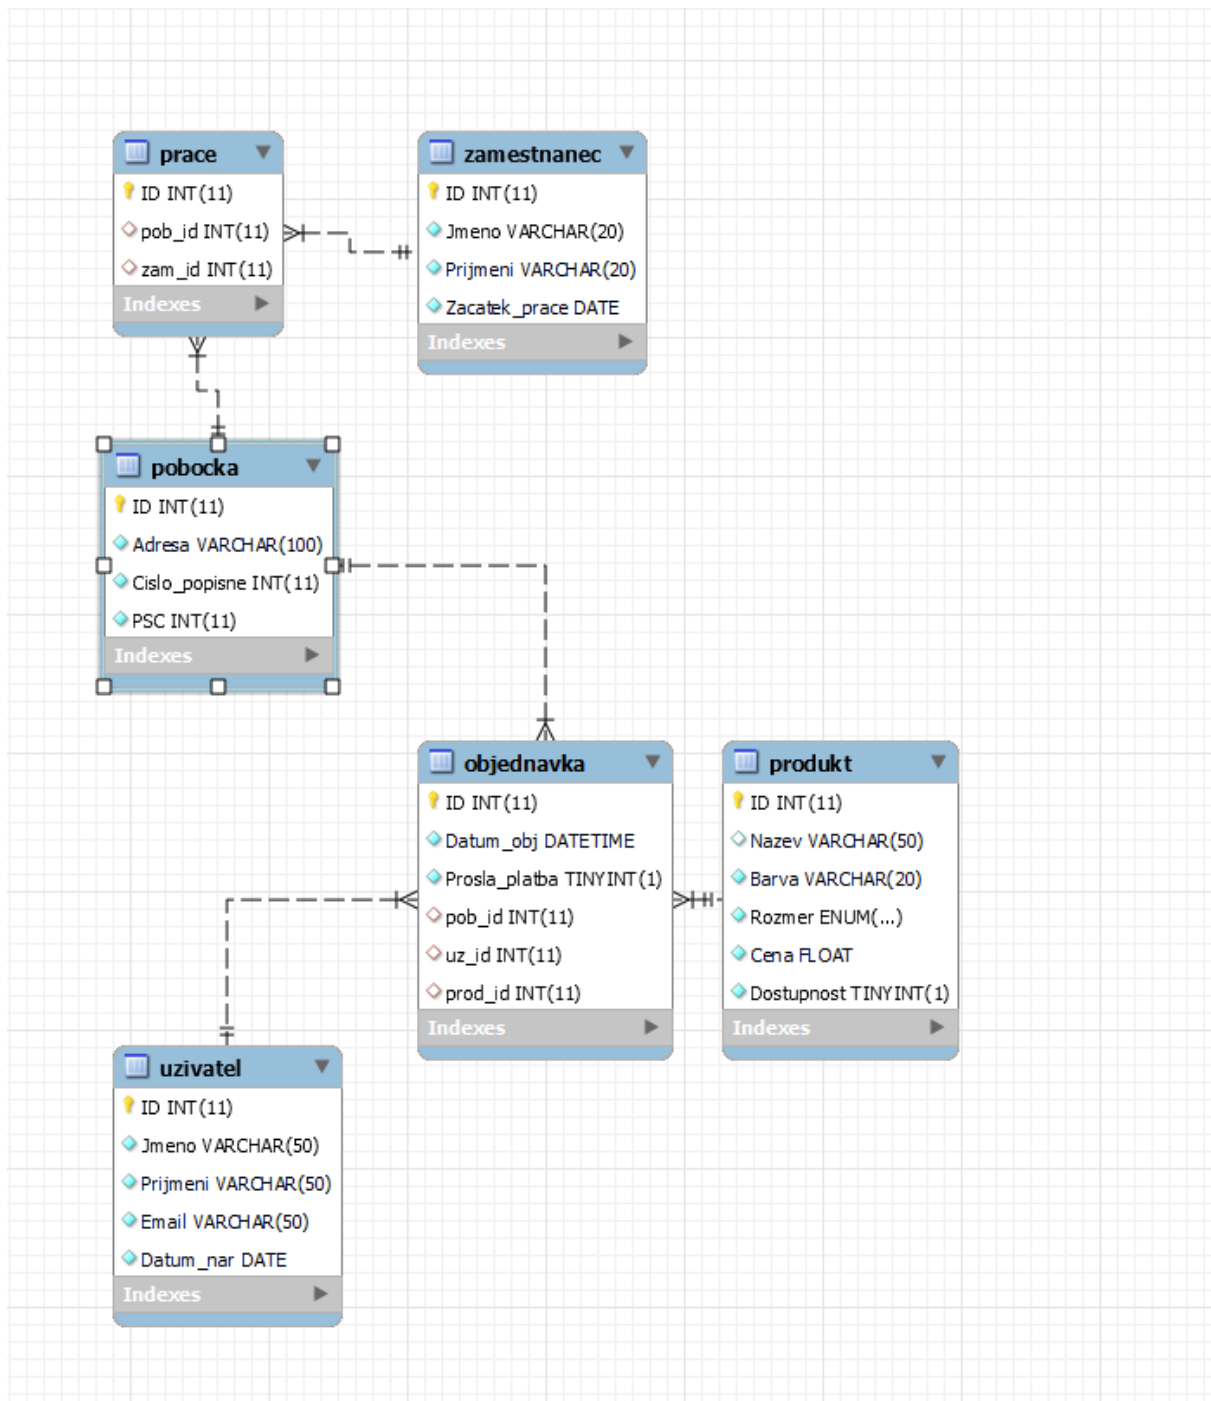 prace
ID INT(11)
pob_id INT(11)
zam_id INT(11)
Indexes
zamestnanec
ID INT(11)
Jmeno VARCHAR(20)
Prijmeni VARCHAR(20)
Zacatek_prace DATE
Indexes
pobocka
ID INT(11)
Adresa VARCHAR(100)
Cislo_popisne INT(11)
PSC INT(11)
Indexes
objednavka
ID INT(11)
Datum_obj DATETIME
Prosla_platba TINYINT(1)
pob_id INT(11)
uz_id INT(11)
prod_id INT(11)
Indexes
produkt
ID INT(11)
Nazev VARCHAR(50)
Barva VARCHAR(20)
Rozmer ENUM(...)
Cena FLOAT
Dostupnost TINYINT(1)
Indexes
uzivatel
ID INT(11)
Jmeno VARCHAR(50)
Prijmeni VARCHAR(50)
Email VARCHAR(50)
Datum_nar DATE
Indexes